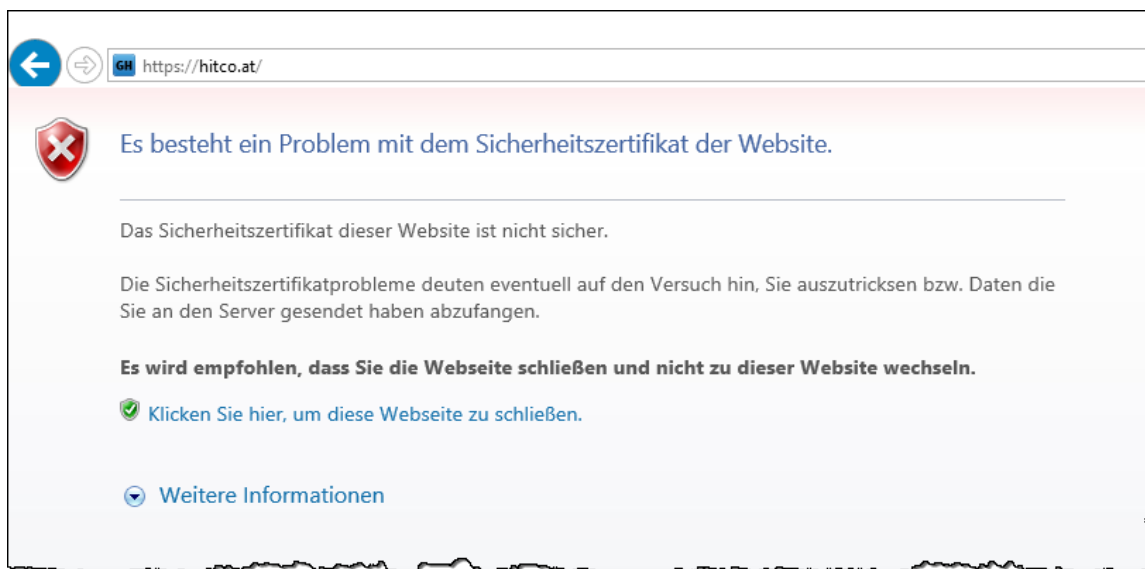 GH https://hitco.at/
Es besteht ein Problem mit dem Sicherheitszertifikat der Website.
Das Sicherheitszertifikat dieser Website ist nicht sicher.
Die Sicherheitszertifikatprobleme deuten eventuell auf den Versuch hin, Sie auszutricksen bzw. Daten die
Sie an den Server gesendet haben abzufangen.
Es wird empfohlen, dass Sie die Webseite schließen und nicht zu dieser Website wechseln.
Klicken Sie hier, um diese Webseite zu schließen.
Weitere Informationen